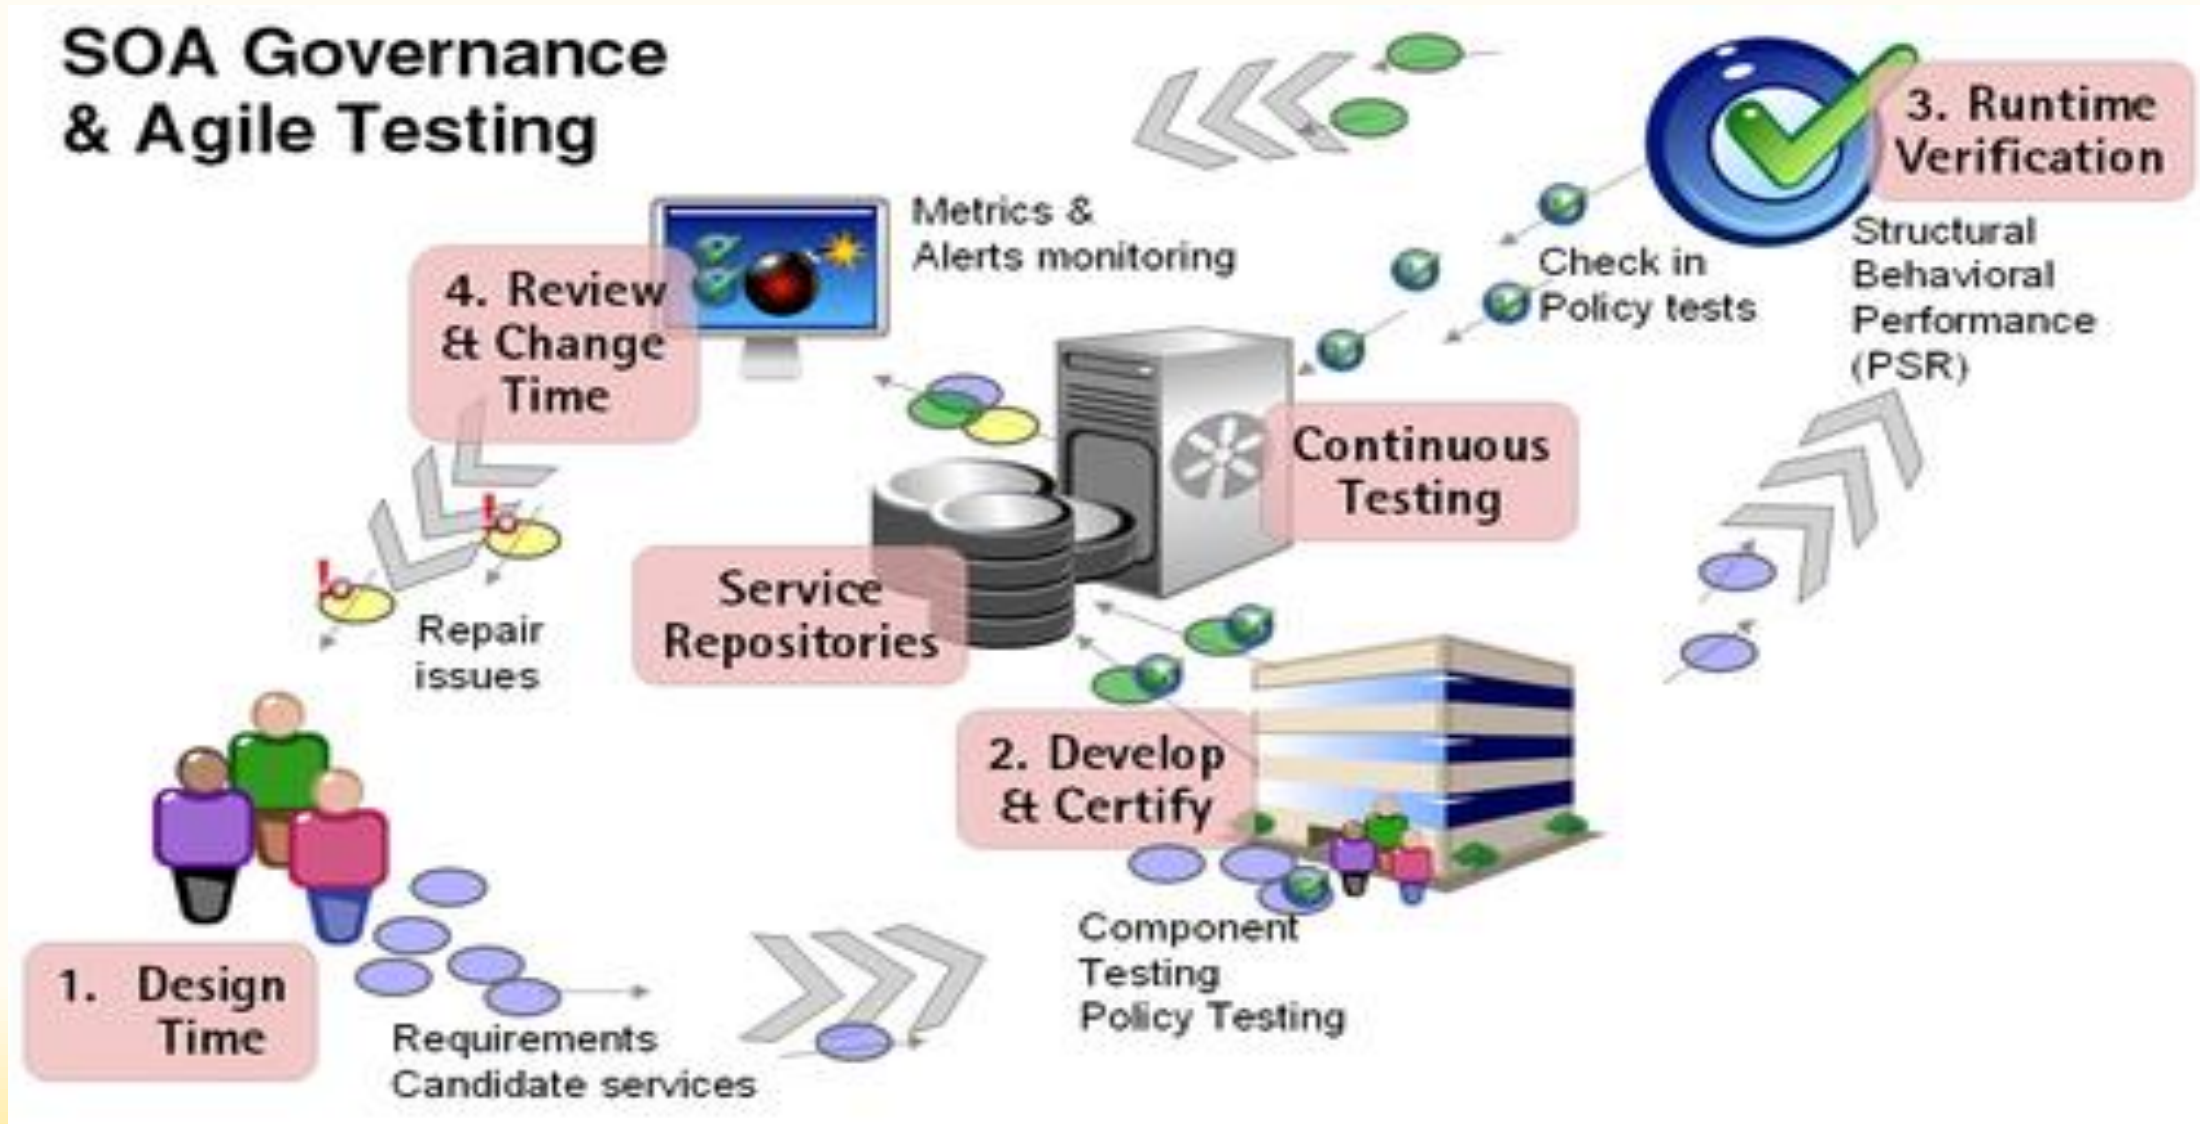 SOA Governance
& Agile Testing
3. Runtime
Verification
Structural
Behavioral
Performance
(PSR)
Check in
Policy tests
Metrics &
Alerts monitoring
4. Review
& Change
Time
Continuous
Testing
Service
Repositories
Repair
issues
2. Develop
& Certify
Component
Testing
Policy Testing
1. Design
Time
Requirements
Candidate services